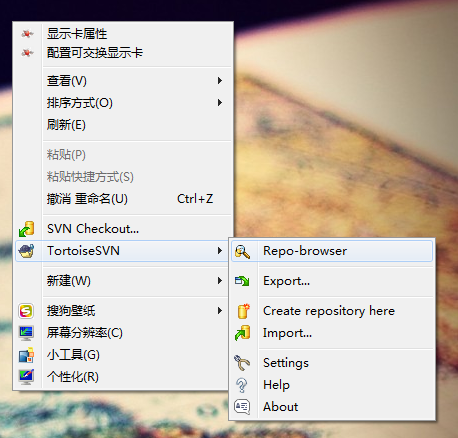 显示卡属性
配置可交换显示卡
查看(V)
排序方式(O)
刷新(E)
粘贴(P)
粘贴快捷方式(S)
撤消 重命名(U) Ctrl+Z
SVN Checkout...
TortoiseSVN
新建(W)
搜狗壁纸
屏幕分辨率(C)
小工具(G)
个性化(R)
Repo-browser
Export...
Create repository here
Import...
Settings
Help
About